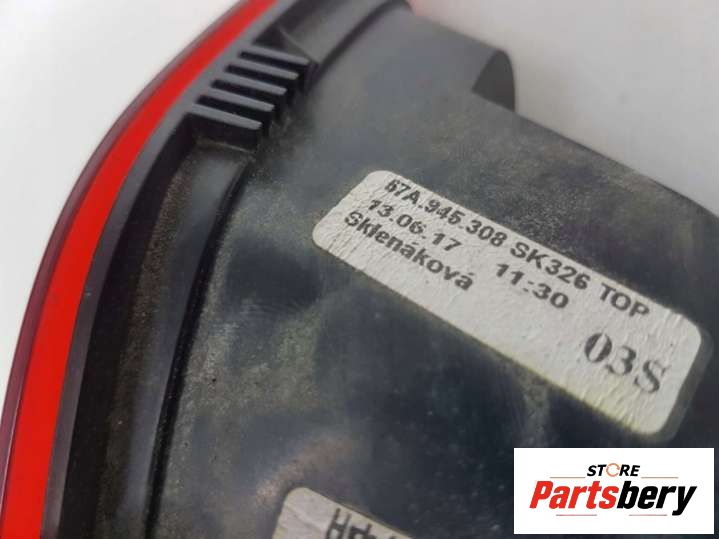 57A.945.308 SK326 TOP
13.06.17 11:30
Sklenáková
03S
STORE
Partsbery